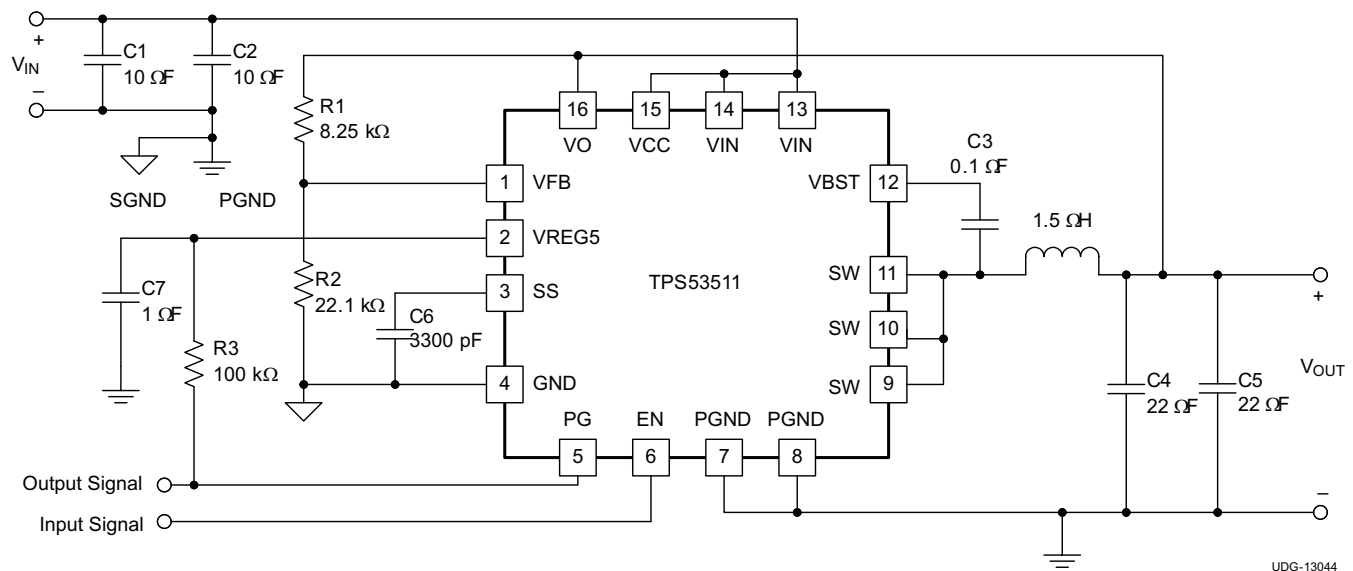 +
VIN
−
C1
10 ΩF
C2
10 ΩF
SGND
PGND
R1
8.25 kΩ
16
15
14
13
VO
VCC
VIN
VIN
C3
0.1 ΩF
1
VFB
VBST
12
2
VREG5
1.5 ΩH
C7
1 ΩF
R2
22.1 kΩ
3
SS
TPS53511
SW
11
C6
3300 pF
SW
10
R3
100 kΩ
4
GND
SW
9
+
VOUT
−
C4
22 ΩF
C5
22 ΩF
PG
EN
PGND
PGND
5
6
7
8
Output Signal
Input Signal
UDG-13044